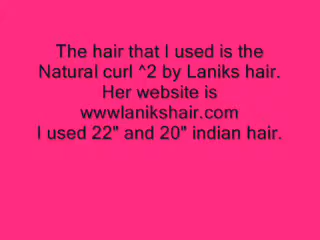 The hair that I used is the
Natural curl ^2 by Laniks hair.
Her website is
wwwlanikshair.com
I used 22" and 20" indian hair.